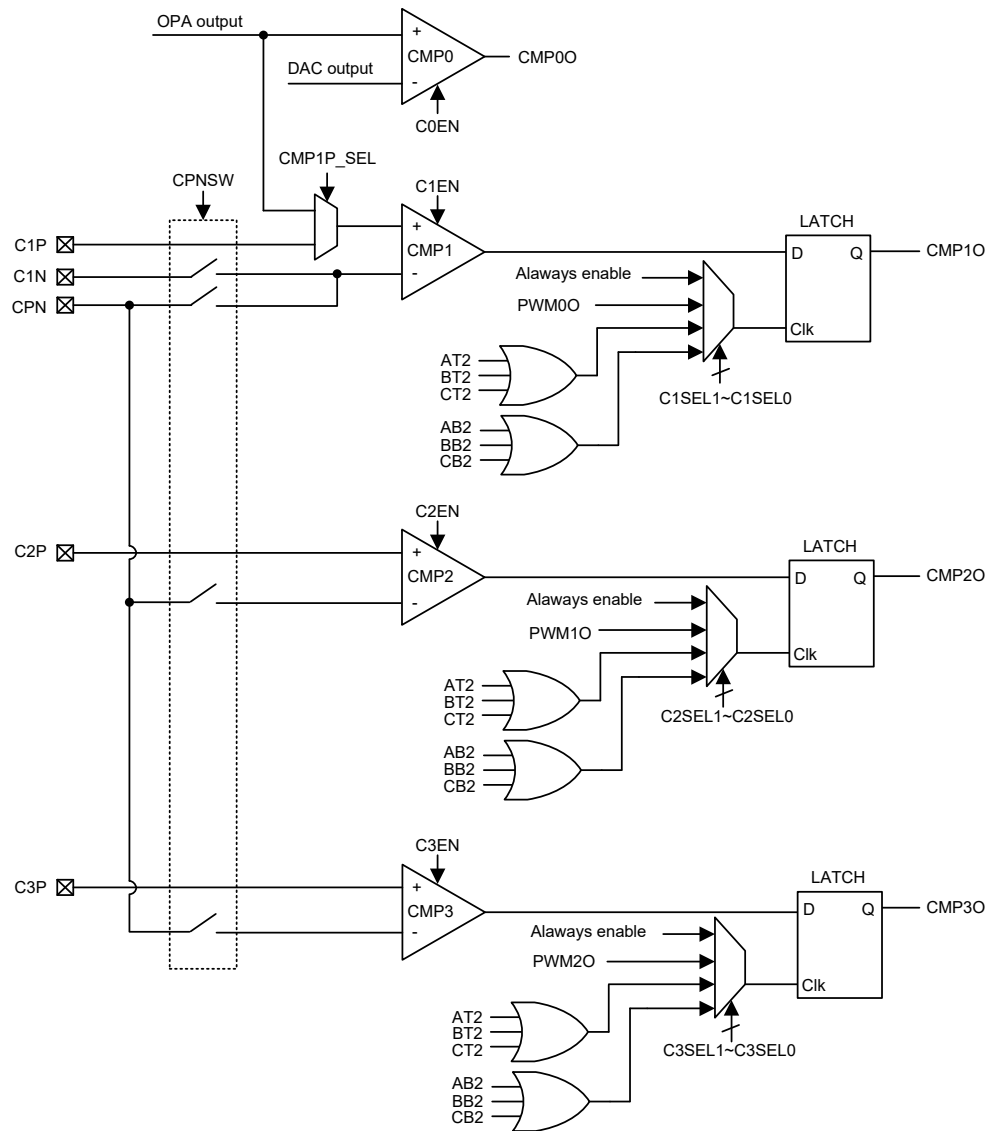 OPA output
+
CMP0
CMP0O
DAC output
-
C0EN
CMP1P_SEL
CPNSW
C1EN
LATCH
C1P
+
CMP1
D
Q
CMP1O
C1N
-
Alaways enable
CPN
PWM0O
Clk
AT2
BT2
CT2
C1SEL1~C1SEL0
AB2
BB2
CB2
C2EN
LATCH
C2P
+
CMP2
D
Q
CMP2O
-
Alaways enable
PWM1O
Clk
AT2
BT2
CT2
C2SEL1~C2SEL0
AB2
BB2
CB2
C3EN
LATCH
C3P
+
CMP3
D
Q
CMP3O
-
Alaways enable
PWM2O
Clk
AT2
BT2
CT2
C3SEL1~C3SEL0
AB2
BB2
CB2